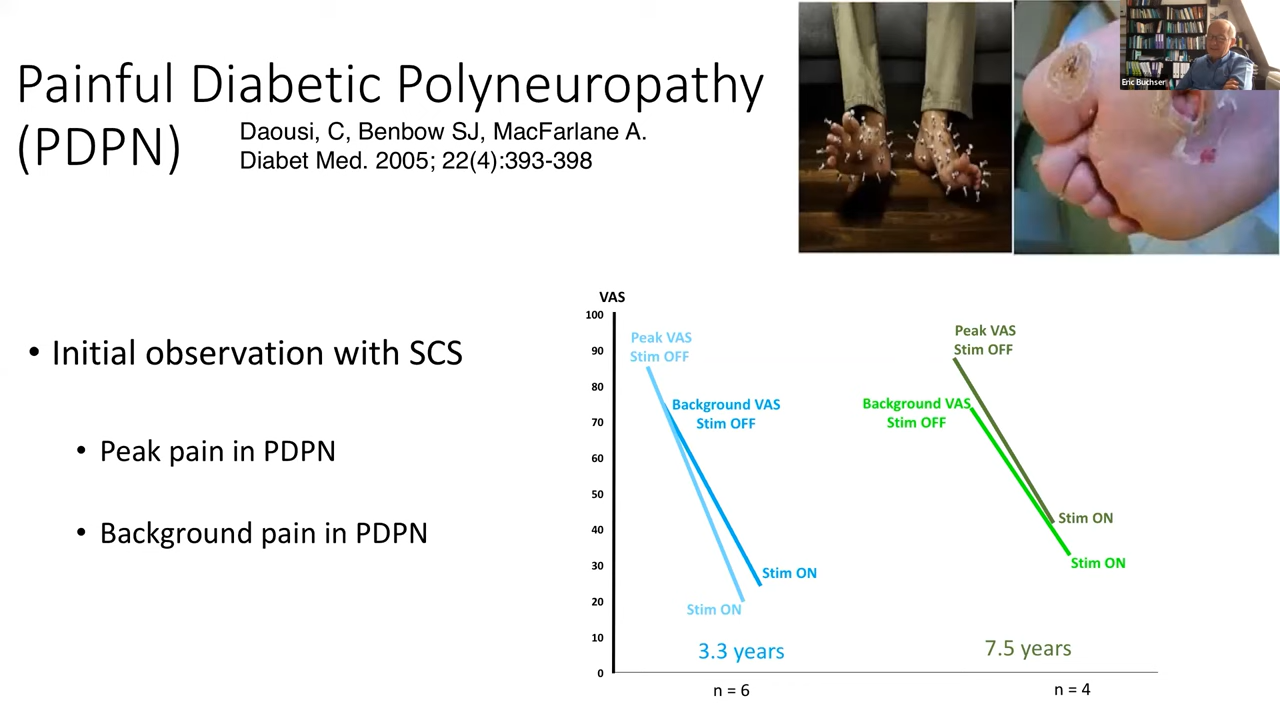 Painful Diabetic Polyneuropathy
(PDPN)
Daousi, C, Benbow SJ, MacFarlane A.
Diabet Med. 2005; 22(4):393-398
Eric Buchser
• Initial observation with SCS
• Peak pain in PDPN
• Background pain in PDPN
VAS
100
90
80
70
60
50
40
30
20
10
0
Peak VAS
Stim OFF
Background VAS
Stim OFF
Stim ON
Stim ON
3.3 years
n = 6
Peak VAS
Stim OFF
Background VAS
Stim OFF
Stim ON
Stim ON
7.5 years
n = 4